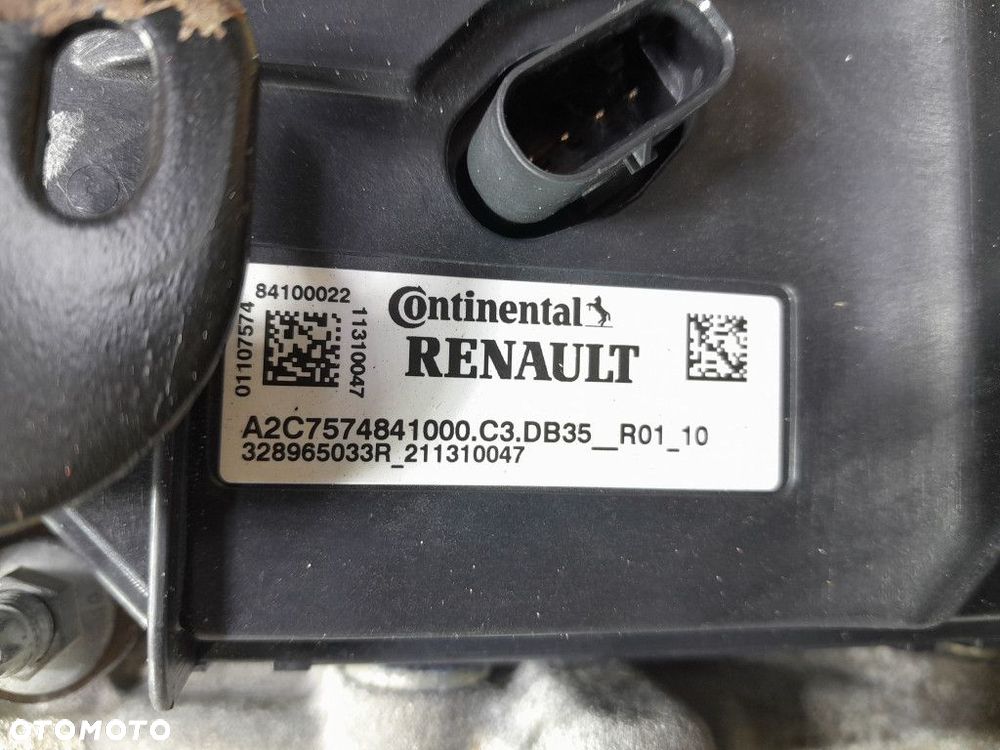 84100022
01107574
11310047
Continental
RENAULT
A2C7574841000.C3.DB35__R01_10
328965033R_211310047
OTOMOTO